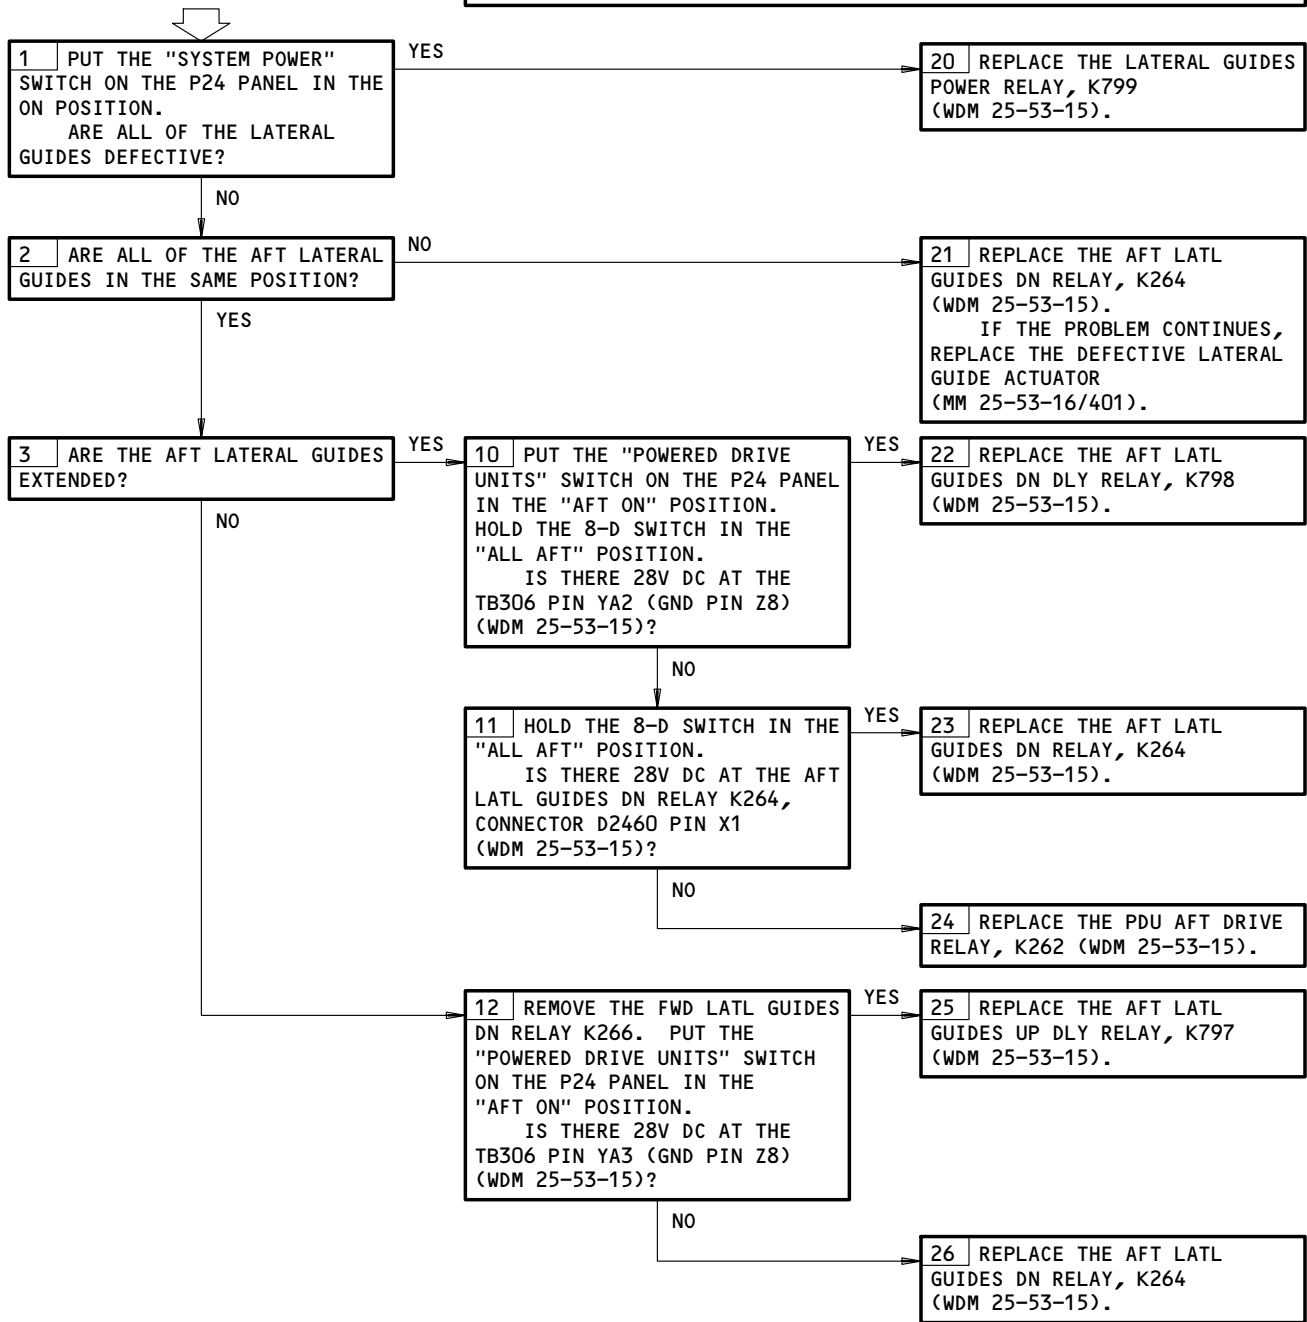 1 PUT THE "SYSTEM POWER"
SWITCH ON THE P24 PANEL IN THE
ON POSITION.
ARE ALL OF THE LATERAL
GUIDES DEFECTIVE?
YES
20 REPLACE THE LATERAL GUIDES
POWER RELAY, K799
(WDM 25-53-15).
NO
2 ARE ALL OF THE AFT LATERAL
GUIDES IN THE SAME POSITION?
NO
21 REPLACE THE AFT LATL
GUIDES DN RELAY, K264
(WDM 25-53-15).
IF THE PROBLEM CONTINUES,
REPLACE THE DEFECTIVE LATERAL
GUIDE ACTUATOR
(MM 25-53-16/401).
YES
3 ARE THE AFT LATERAL GUIDES
EXTENDED?
YES
10 PUT THE "POWERED DRIVE
UNITS" SWITCH ON THE P24 PANEL
IN THE "AFT ON" POSITION.
HOLD THE 8-D SWITCH IN THE
"ALL AFT" POSITION.
IS THERE 28V DC AT THE
TB306 PIN YA2 (GND PIN Z8)
(WDM 25-53-15)?
YES
22 REPLACE THE AFT LATL
GUIDES DN DLY RELAY, K798
(WDM 25-53-15).
NO
NO
11 HOLD THE 8-D SWITCH IN THE
"ALL AFT" POSITION.
IS THERE 28V DC AT THE AFT
LATL GUIDES DN RELAY K264,
CONNECTOR D2460 PIN X1
(WDM 25-53-15)?
YES
23 REPLACE THE AFT LATL
GUIDES DN RELAY, K264
(WDM 25-53-15).
NO
24 REPLACE THE PDU AFT DRIVE
RELAY, K262 (WDM 25-53-15).
12 REMOVE THE FWD LATL GUIDES
DN RELAY K266. PUT THE
"POWERED DRIVE UNITS" SWITCH
ON THE P24 PANEL IN THE
"AFT ON" POSITION.
IS THERE 28V DC AT THE
TB306 PIN YA3 (GND PIN Z8)
(WDM 25-53-15)?
YES
25 REPLACE THE AFT LATL
GUIDES UP DLY RELAY, K797
(WDM 25-53-15).
NO
26 REPLACE THE AFT LATL
GUIDES DN RELAY, K264
(WDM 25-53-15).